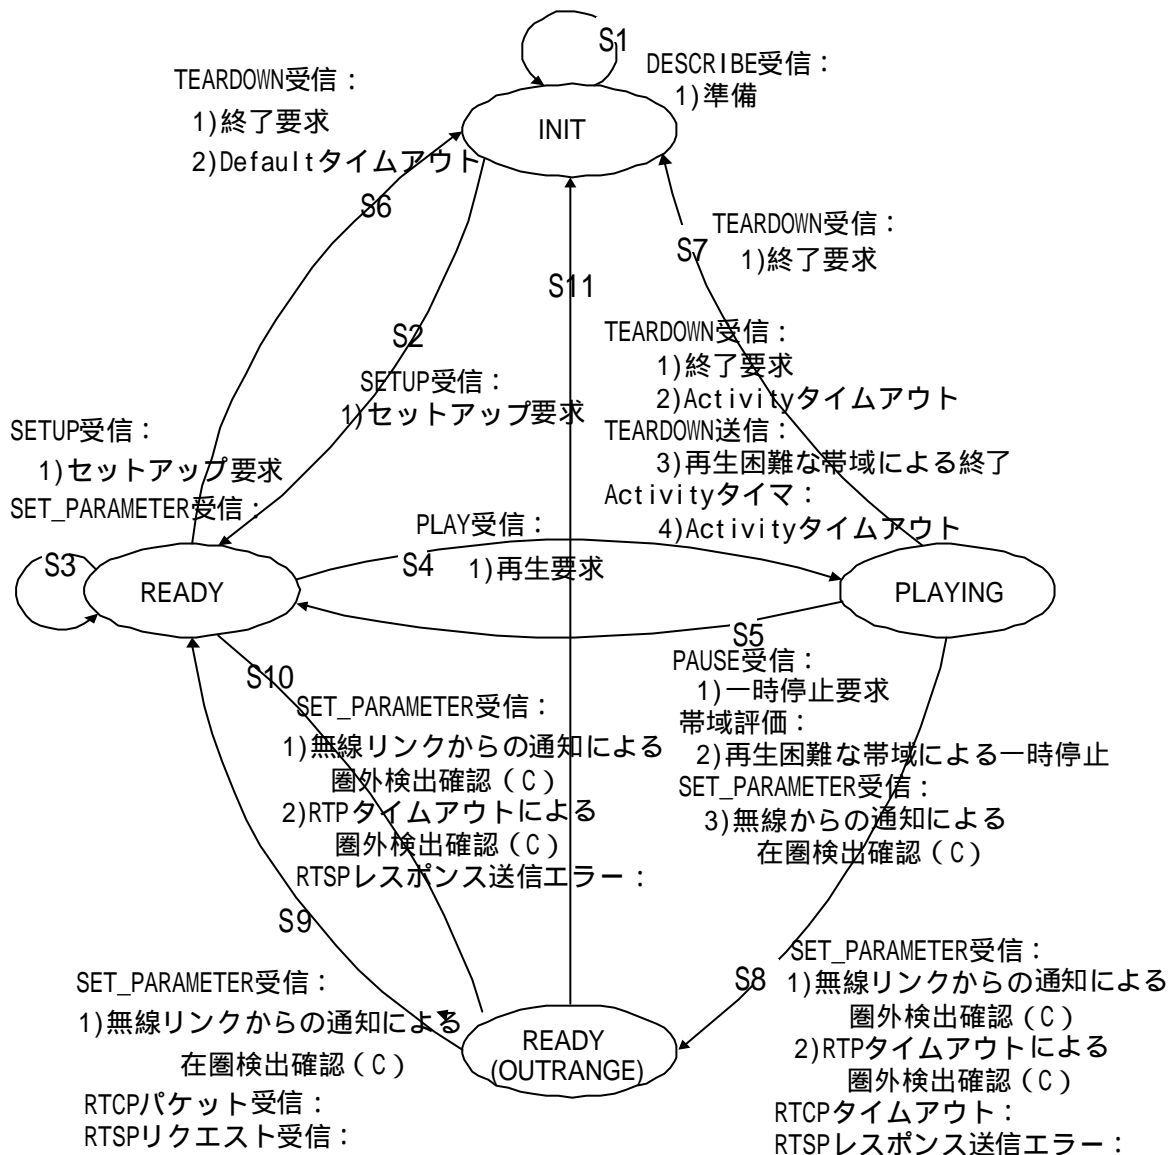 S1
DESCRIBE受信：
1)準備
TEARDOWN受信：
1)終了要求
2)Defaultタイムアウト
INIT
S6
S7
TEARDOWN受信：
1)終了要求
S11
S2
TEARDOWN受信：
1)終了要求
2)Activityタイムアウト
TEARDOWN送信：
3)再生困難な帯域による終了
Activityタイマ：
4)Activityタイムアウト
SETUP受信：
1)セットアップ要求
SETUP受信：
1)セットアップ要求
SET_PARAMETER受信：
S3
READY
S4
PLAY受信：
1)再生要求
PLAYING
S5
PAUSE受信：
1)一時停止要求
帯域評価：
2)再生困難な帯域による一時停止
SET_PARAMETER受信：
3)無線からの通知による
在圏検出確認（C）
S10
SET_PARAMETER受信：
1)無線リンクからの通知による
圏外検出確認（C）
2)RTPタイムアウトによる
圏外検出確認（C）
RTSPレスポンス送信エラー：
S9
SET_PARAMETER受信：
1)無線リンクからの通知による
在圏検出確認（C）
RTCPパケット受信：
RTSPリクエスト受信：
READY
(OUTRANGE)
S8
SET_PARAMETER受信：
1)無線リンクからの通知による
圏外検出確認（C）
2)RTPタイムアウトによる
圏外検出確認（C）
RTCPタイムアウト：
RTSPレスポンス送信エラー：